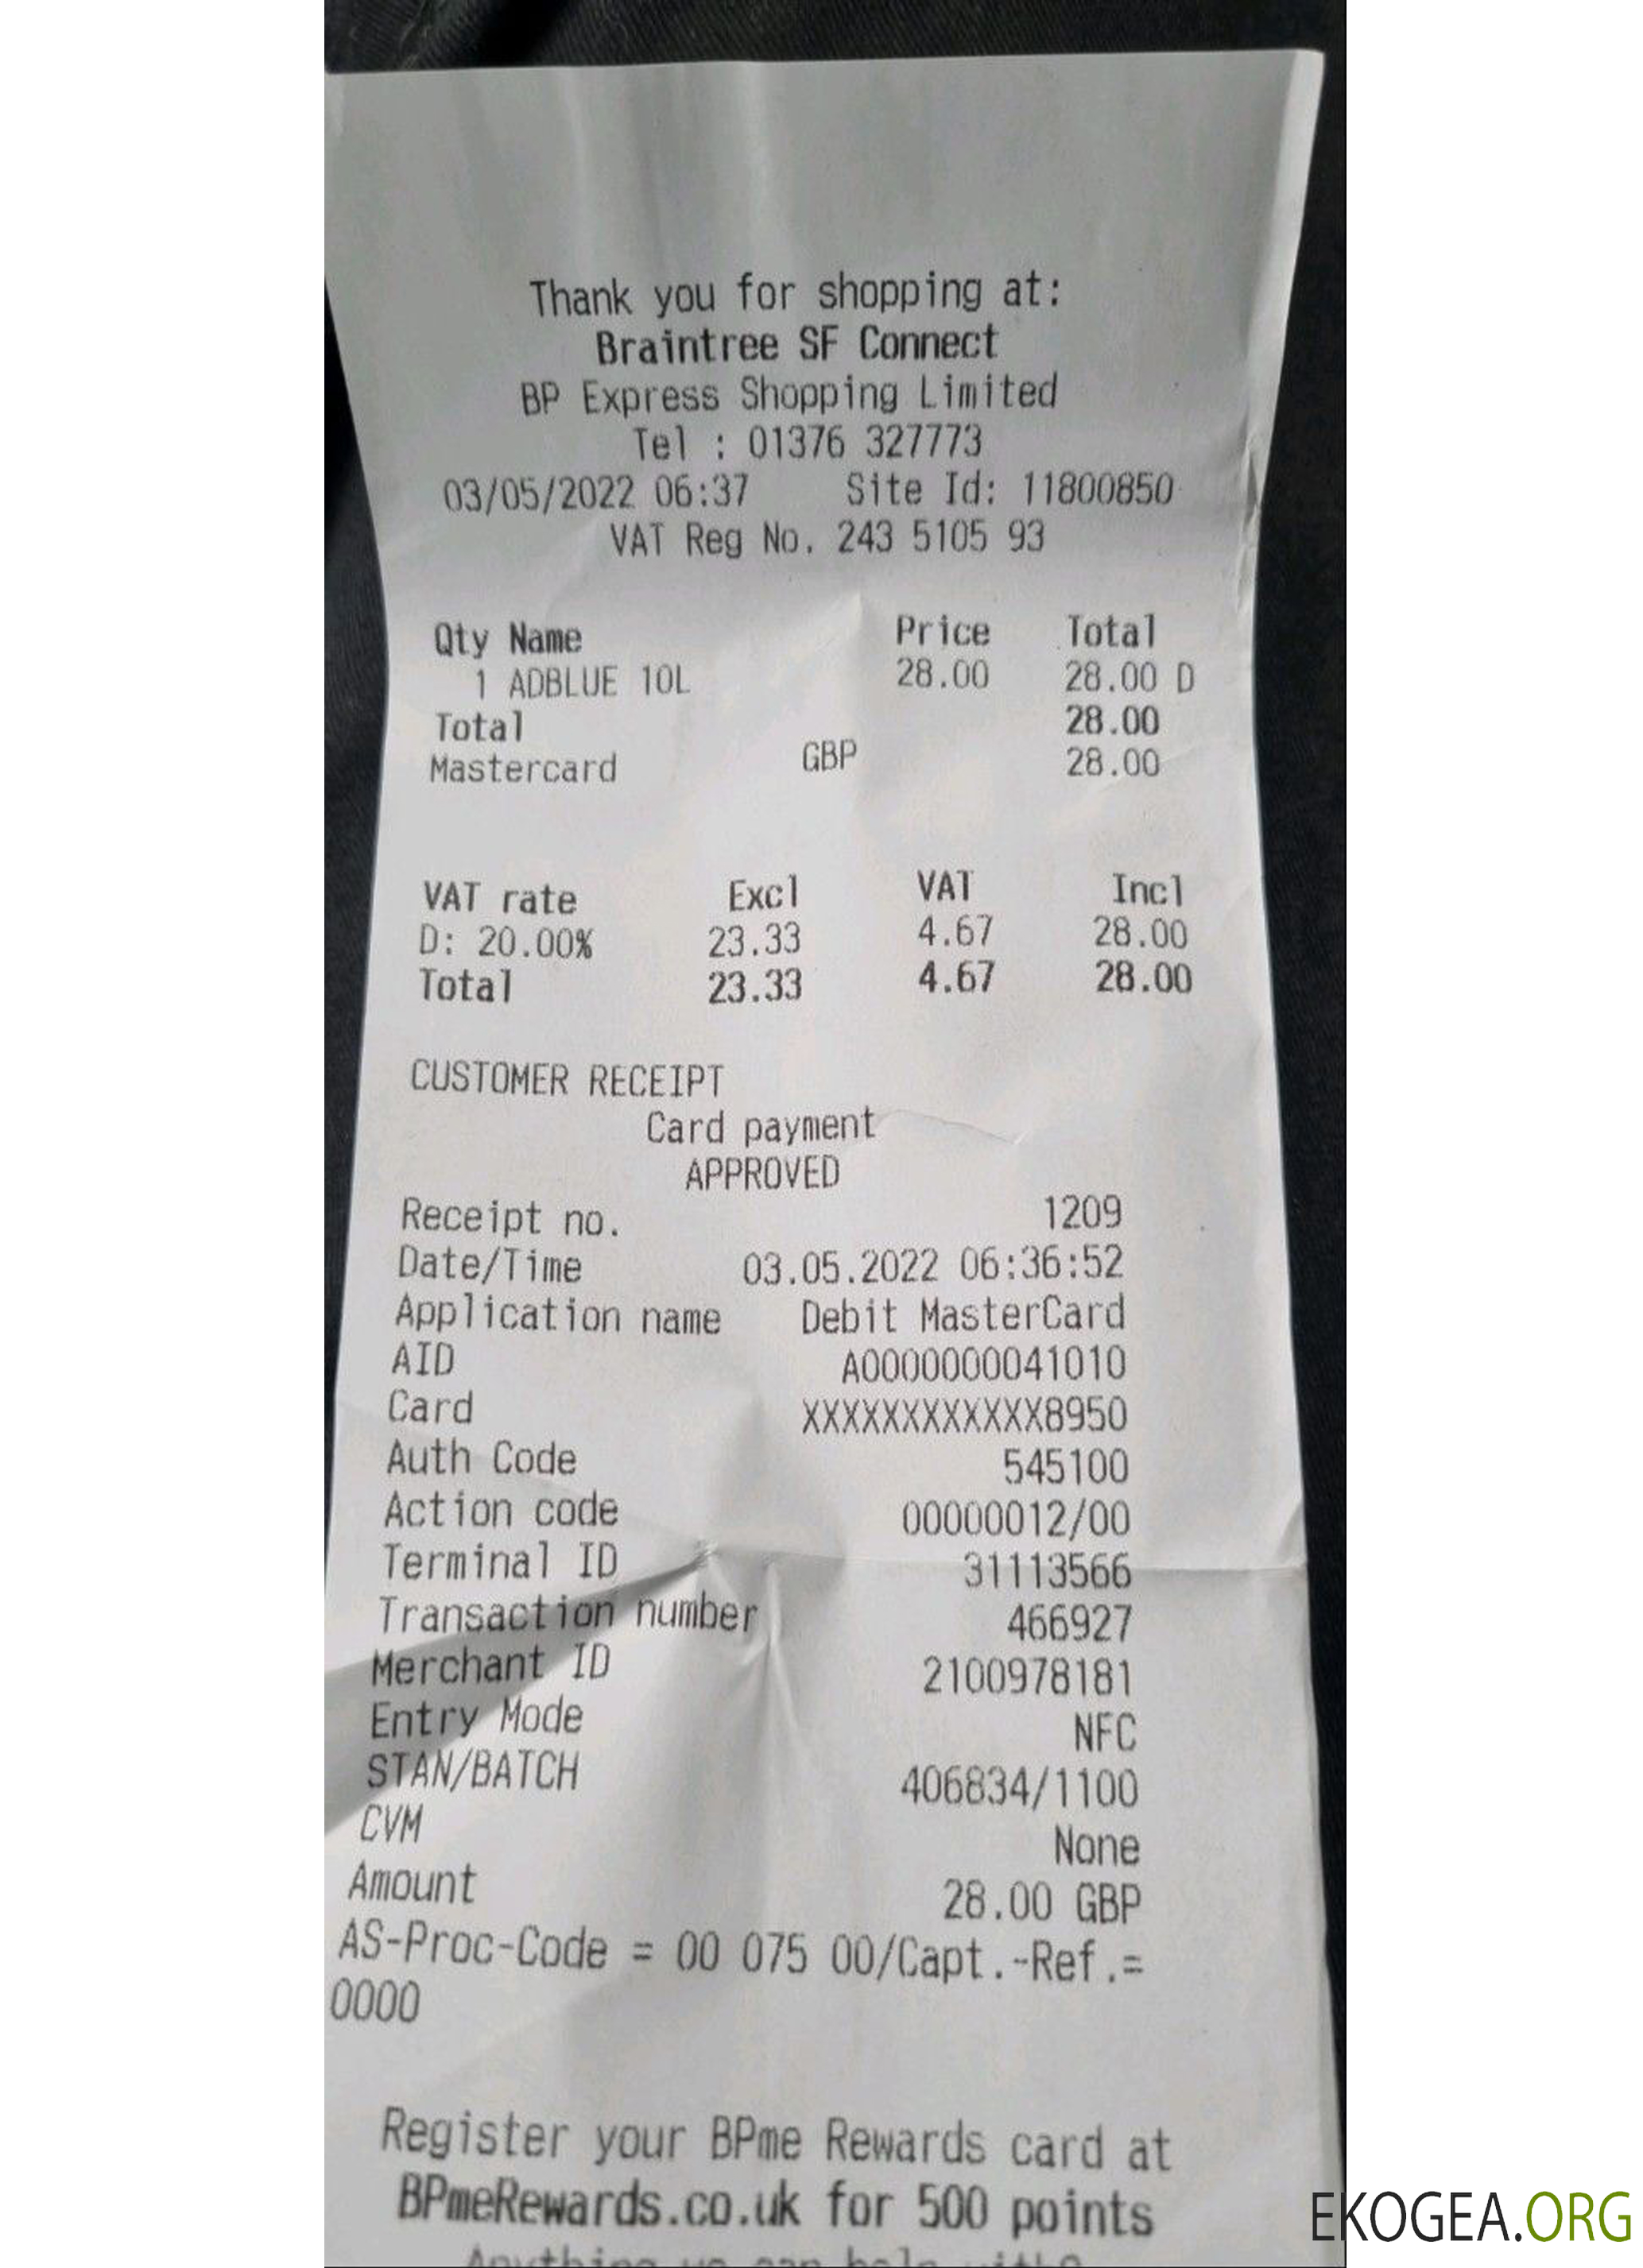 Thank you for shopping at:
Braintree SF Connect
BP Express Shopping Limited
Tel : 01376 327773
03/05/2022 06:37 Site Id: 11800850
VAT Reg No. 243 5105 93
Qty Name Price Total
1 ADBLUE 10L 28.00 28.00 D
Total 28.00
Mastercard GBP 28.00
VAT rate Excl VAT Incl
D: 20.00% 23.33 4.67 28.00
Total 23.33 4.67 28.00
CUSTOMER RECEIPT
Card payment
APPROVED
Receipt no. 1209
Date/Time 03.05.2022 06:36:52
Application name Debit MasterCard
AID A0000000041010
Card XXXXXXXXXXXX8950
Auth Code 545100
Action code 00000012/00
Terminal ID 31113566
Transaction number 466927
Merchant ID 2100978181
Entry Mode NFC
STAN/BATCH 406834/1100
CVM None
Amount 28.00 GBP
AS-Proc-Code = 00 075 00/Capt.-Ref.=
0000
Register your BPme Rewards card at
BPmeRewards.co.uk for 500 points
EKOGEA.ORG